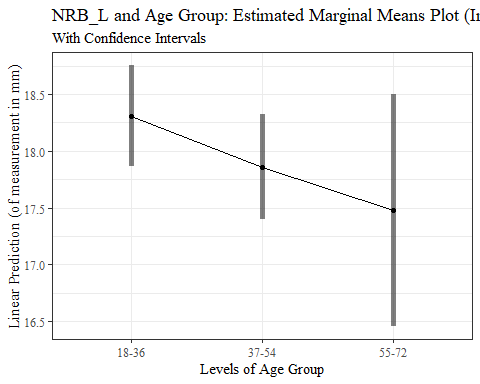 NRB_L and Age Group: Estimated Marginal Means Plot (In
With Confidence Intervals
Linear Prediction (of measurement in mm)
18.5
18.0
17.5
17.0
16.5
18-36
37-54
55-72
Levels of Age Group